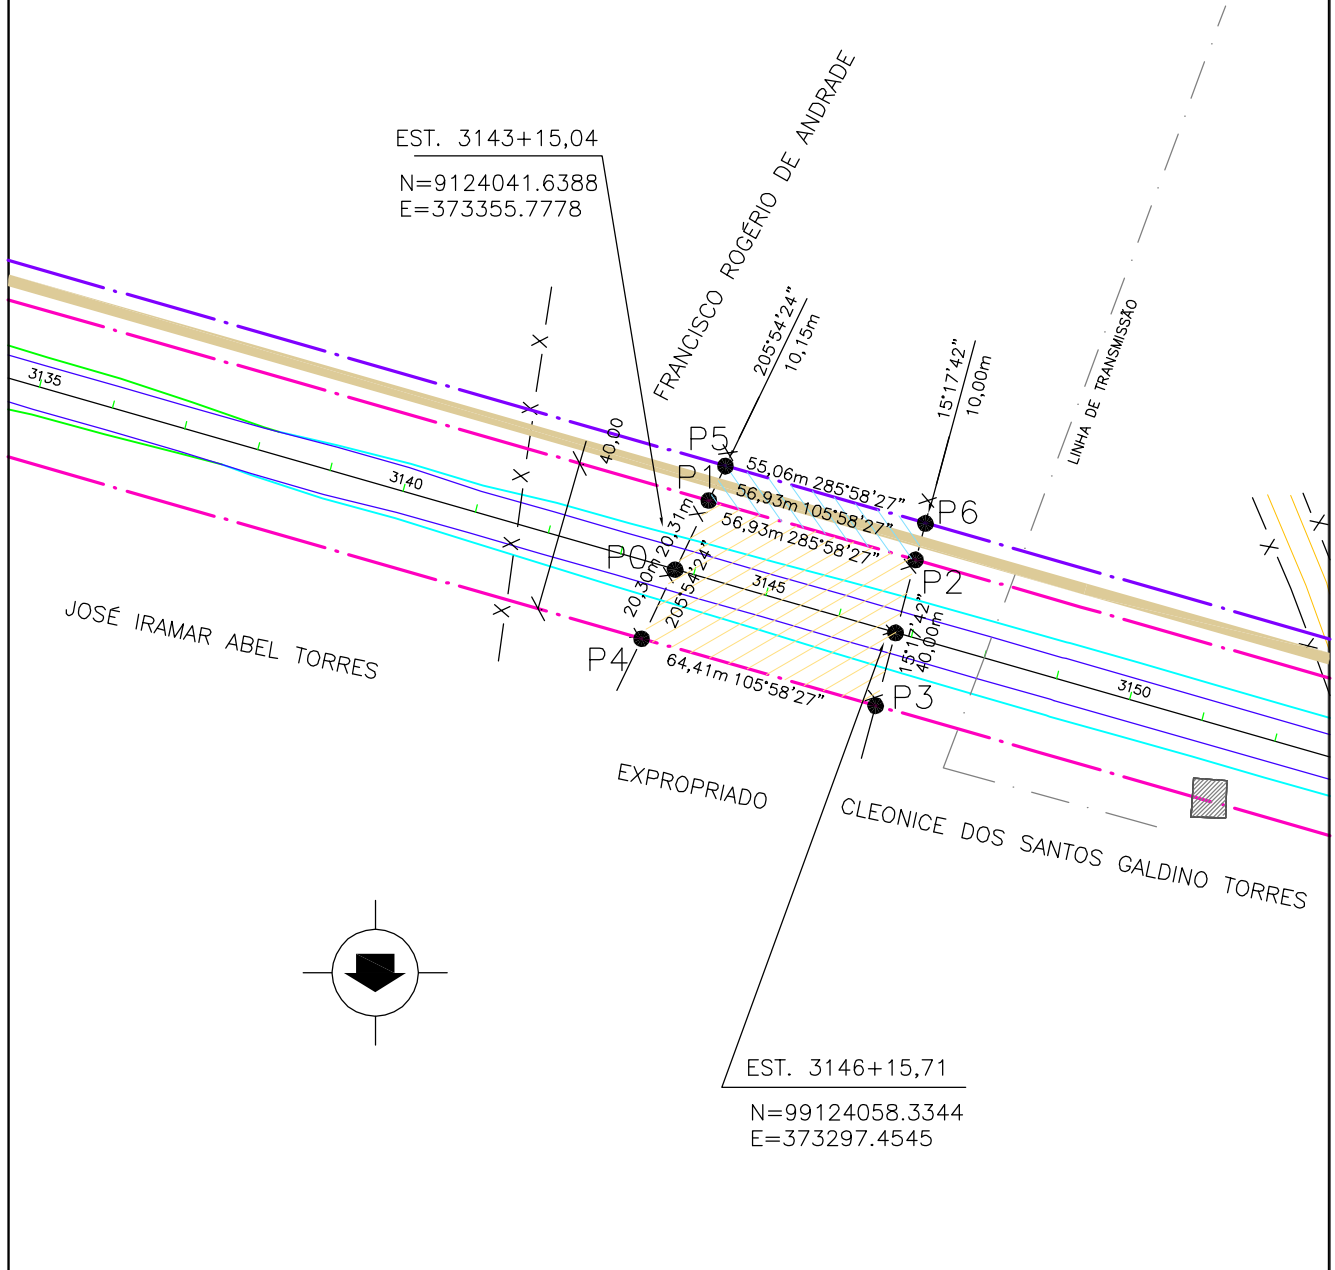 EST. 3143+15,04
N=9124041.6388
E=373355.7778
FRANCISCO ROGÉRIO DE ANDRADE
205°54'24"
10,15m
15°17'42"
10,00m
LINHA DE TRANSMISSÃO
3135
3140
40,00
P5
P1
55,06m 285°58'27"
56,93m 105°58'27"
56,93m 285°58'27"
P6
P0
20,30m
20,31m
205°54'24"
3145
P2
15°17'42"
40,00m
P4
64,41m 105°58'27"
P3
3150
JOSÉ IRAMAR ABEL TORRES
EXPROPRIADO
CLEONICE DOS SANTOS GALDINO TORRES
EST. 3146+15,71
N=99124058.3344
E=373297.4545